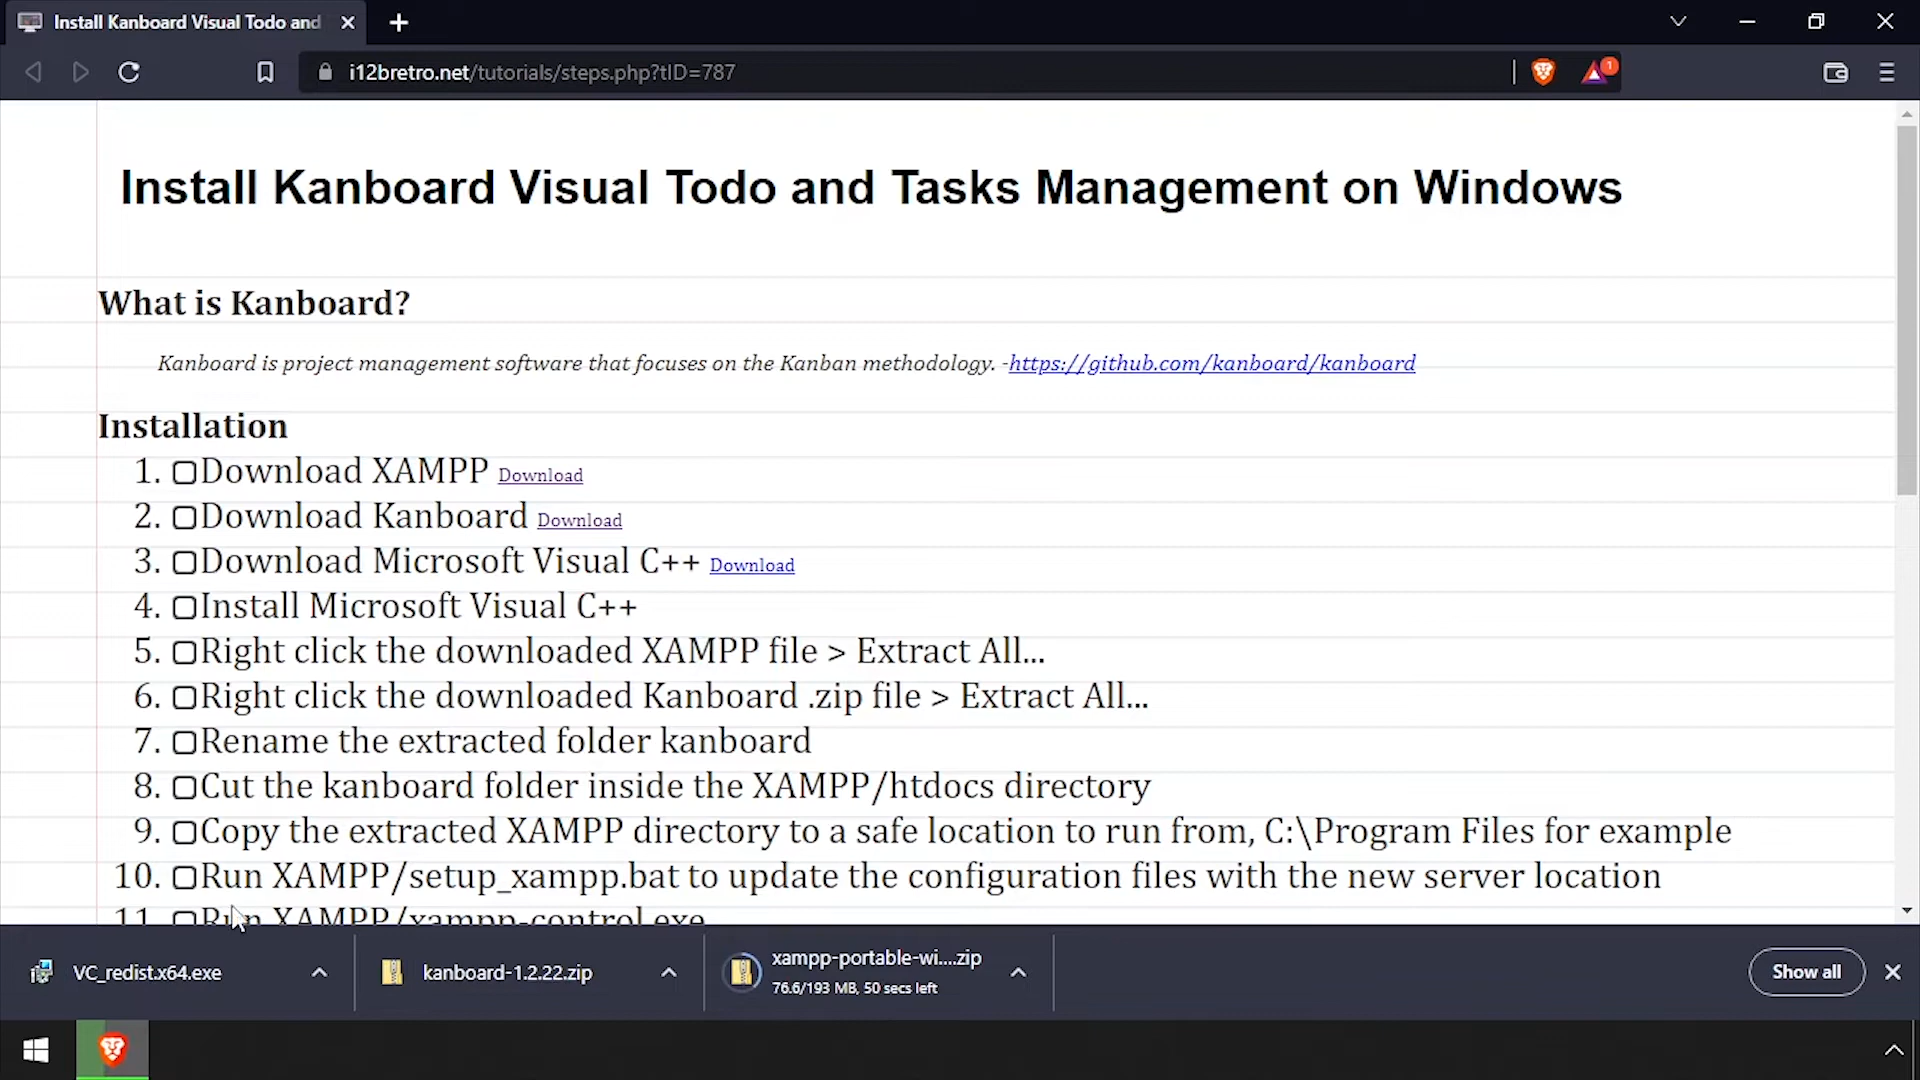 Install Kanboard Visual Todo and
i12bretro.net/tutorials/steps.php?tID=787
1
Install Kanboard Visual Todo and Tasks Management on Windows
What is Kanboard?
Kanboard is project management software that focuses on the Kanban methodology. -https://github.com/kanboard/kanboard
Installation
1. Download XAMPP Download
2. Download Kanboard Download
3. Download Microsoft Visual C++ Download
4. Install Microsoft Visual C++
5. Right click the downloaded XAMPP file > Extract All...
6. Right click the downloaded Kanboard .zip file > Extract All...
7. Rename the extracted folder kanboard
8. Cut the kanboard folder inside the XAMPP/htdocs directory
9. Copy the extracted XAMPP directory to a safe location to run from, C:\Program Files for example
10. Run XAMPP/setup_xampp.bat to update the configuration files with the new server location
11. Run XAMPP/xampp-control.exe
VC_redist.x64.exe
kanboard-1.2.22.zip
xampp-portable-wi....zip
76.6/193 MB, 50 secs left
Show all